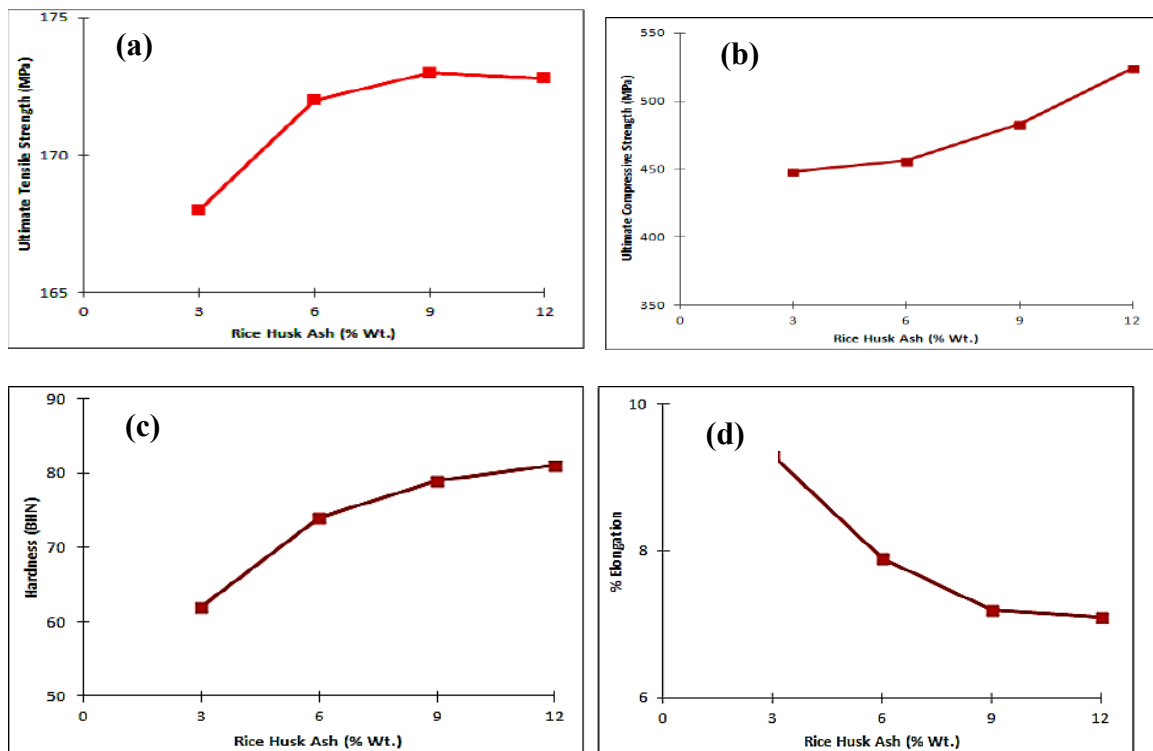 (a)
Ultimate Tensile Strength (MPa)
175
170
165
0 3 6 9 12
Rice Husk Ash (% Wt.)
(b)
Ultimate Compressive Strength (MPa)
550
500
450
400
350
0 3 6 9 12
Rice Husk Ash (% Wt.)
(c)
Hardness (BHN)
90
80
70
60
50
0 3 6 9 12
Rice Husk Ash (% Wt.)
(d)
% Elongation
10
8
6
0 3 6 9 12
Rice Husk Ash (% Wt.)